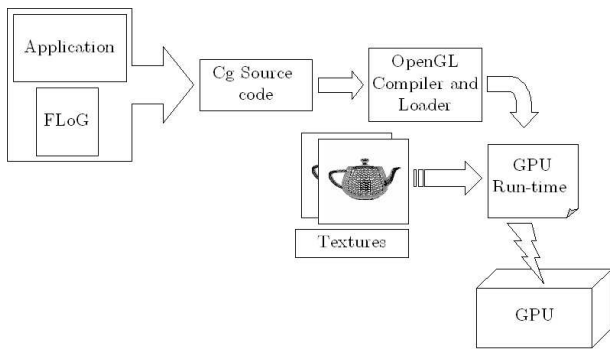 Application
FLoG
Cg Source
code
OpenGL
Compiler and
Loader
Textures
GPU
Run-time
GPU